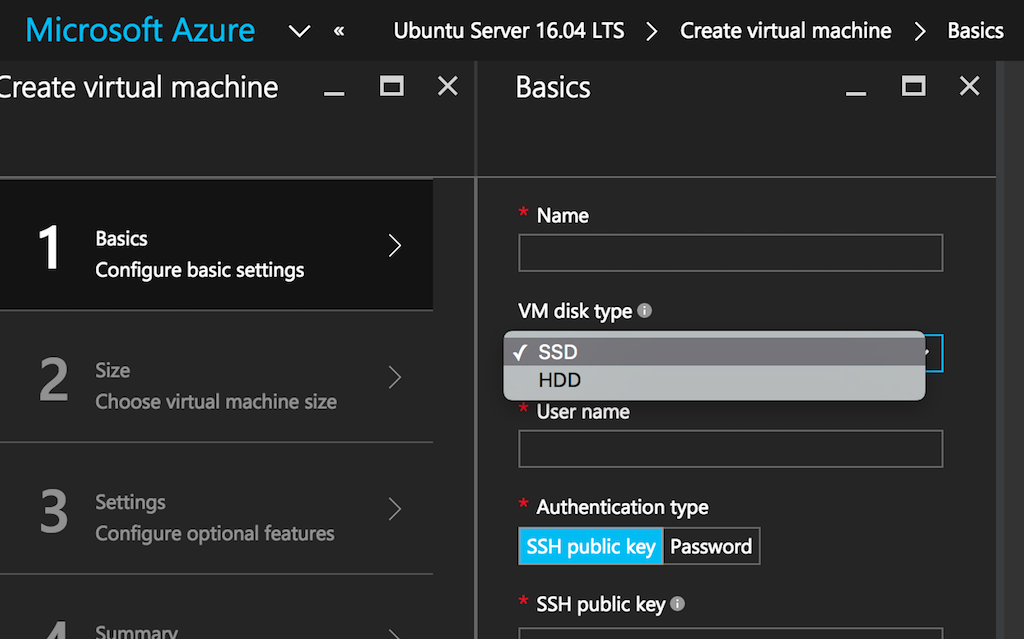 Microsoft Azure « Ubuntu Server 16.04 LTS > Create virtual machine > Basics
Create virtual machine
1
Basics
Configure basic settings
2
Size
Choose virtual machine size
3
Settings
Configure optional features
4
Summary
Basics
* Name
VM disk type
✓ SSD
HDD
* User name
* Authentication type
SSH public key Password
* SSH public key